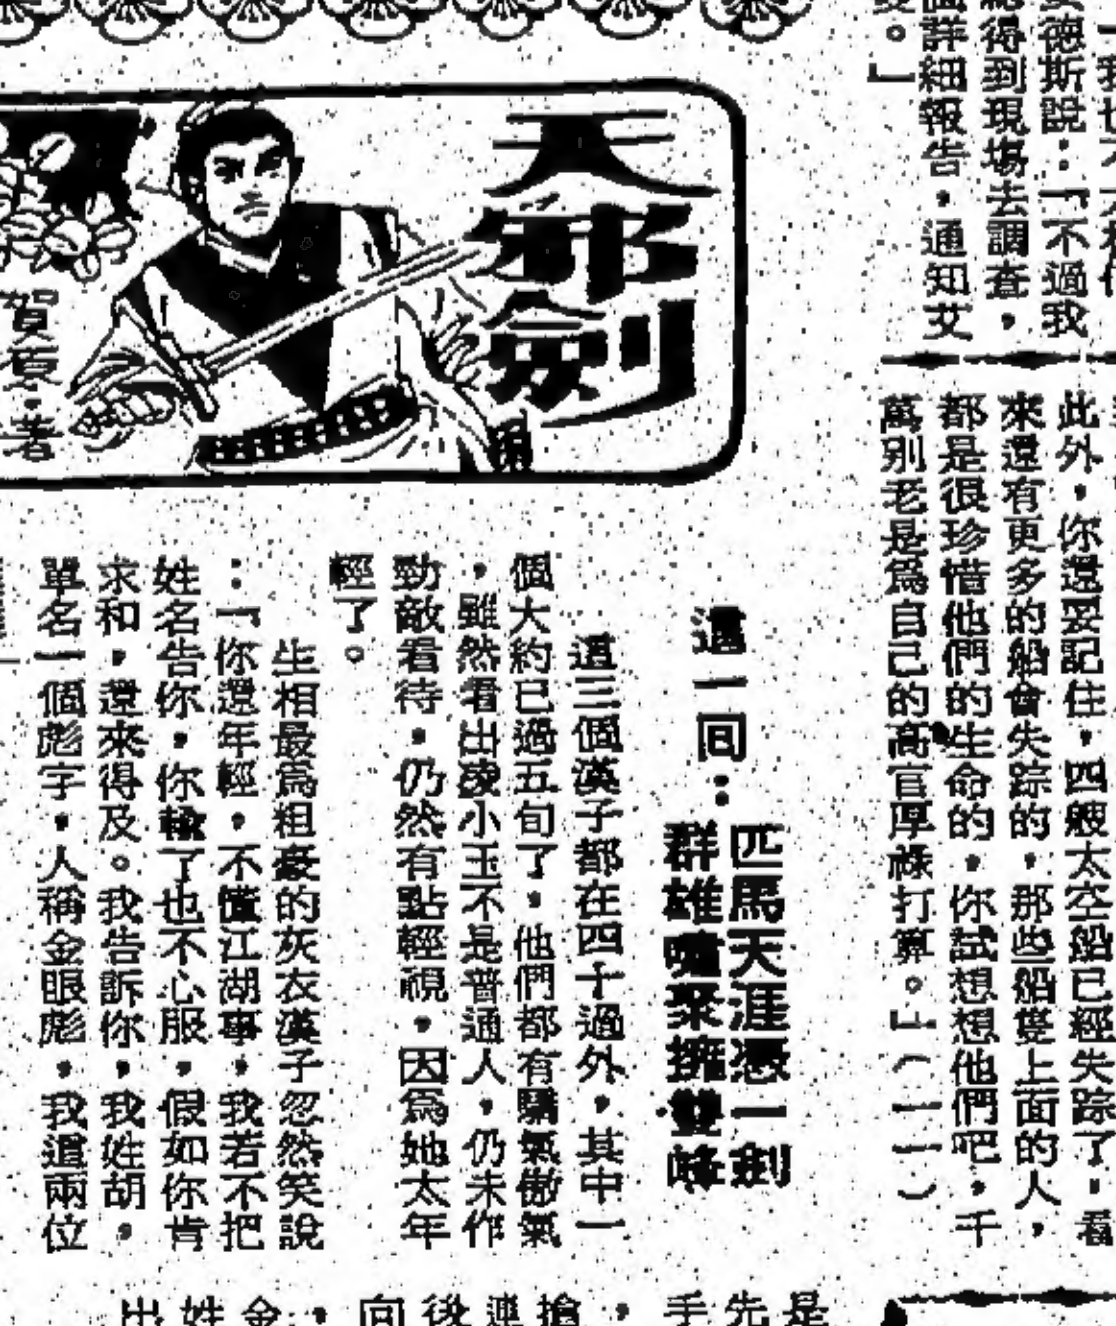 總得到現場去調查，
個詳細報告，通知艾
此外，你還要記住，四艘太空船已經失踪了，看
來還有更多的船會失踪的，那些船隻上面的人，
都是很珍惜他們的生命的，你試想想他們吧，千
萬別老是爲自己的高官厚祿打算。」（一一）
天邪劍
賀夏·著
這一回：
匹馬天涯憑一劍
群雄嘯聚擁雙峰
這三個漢子都在四十過外，其中一
個大約已過五旬了，他們都有驕氣傲氣
，雖然看出凌小玉不是普通人，仍未作
勁敵看待，仍然有點輕視，因爲她太年
輕了。
生相最爲粗豪的灰衣漢子忽然笑說
：「你還年輕，不懂江湖事，我若不把
姓名告你，你輸了也不心服，假如你肯
求和，還來得及。我告訴你，我姓胡，
單名一個彪字，人稱金眼彪，我這兩位